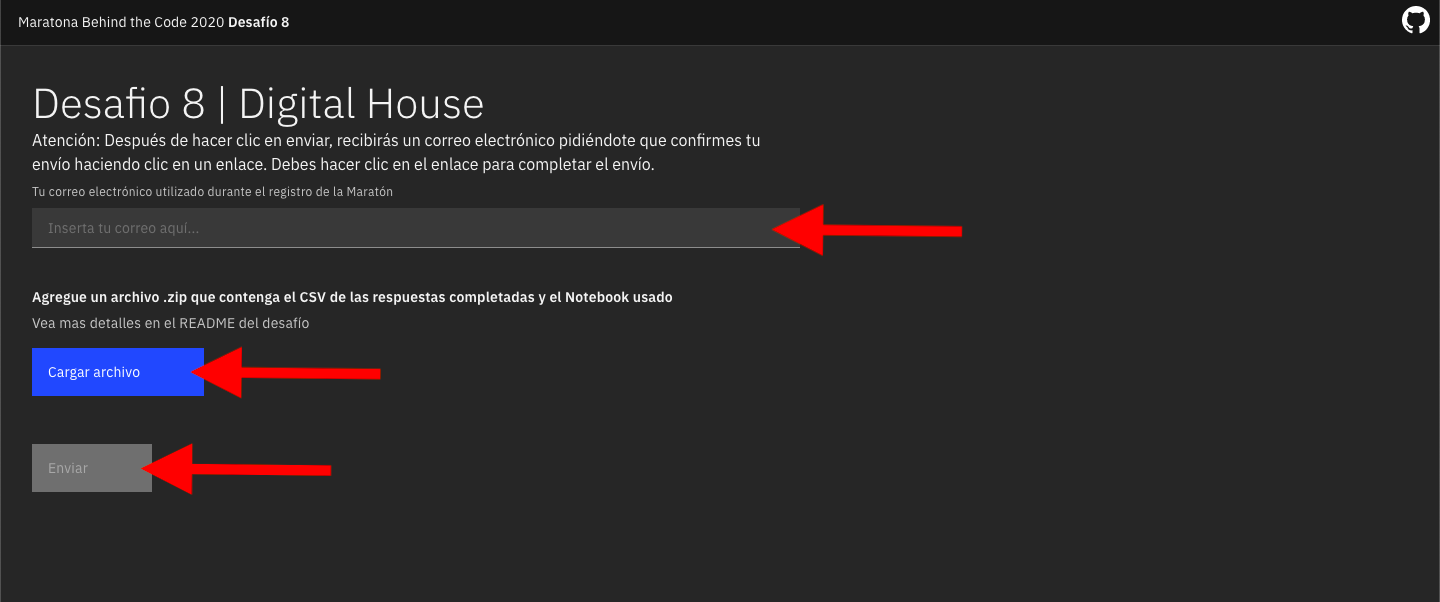 Maratona Behind the Code 2020 Desafío 8
Desafio 8 | Digital House
Atención: Después de hacer clic en enviar, recibirás un correo electrónico pidiéndote que confirmes tu
envío haciendo clic en un enlace. Debes hacer clic en el enlace para completar el envío.
Tu correo electrónico utilizado durante el registro de la Maratón
Inserta tu correo aquí...
Agregue un archivo .zip que contenga el CSV de las respuestas completadas y el Notebook usado
Vea mas detalles en el README del desafío
Cargar archivo
Enviar